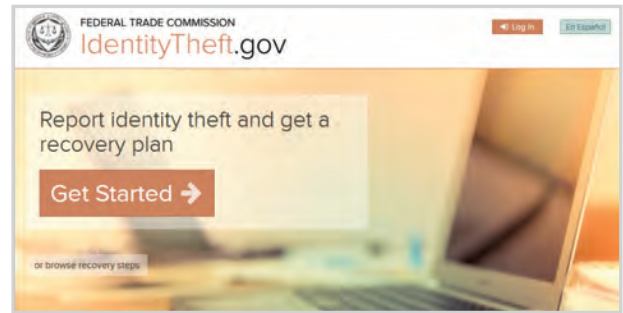 FEDERAL TRADE COMMISSION
IdentityTheft.gov
Log In
En Español
Report identity theft and get a
recovery plan
Get Started
or browse recovery steps